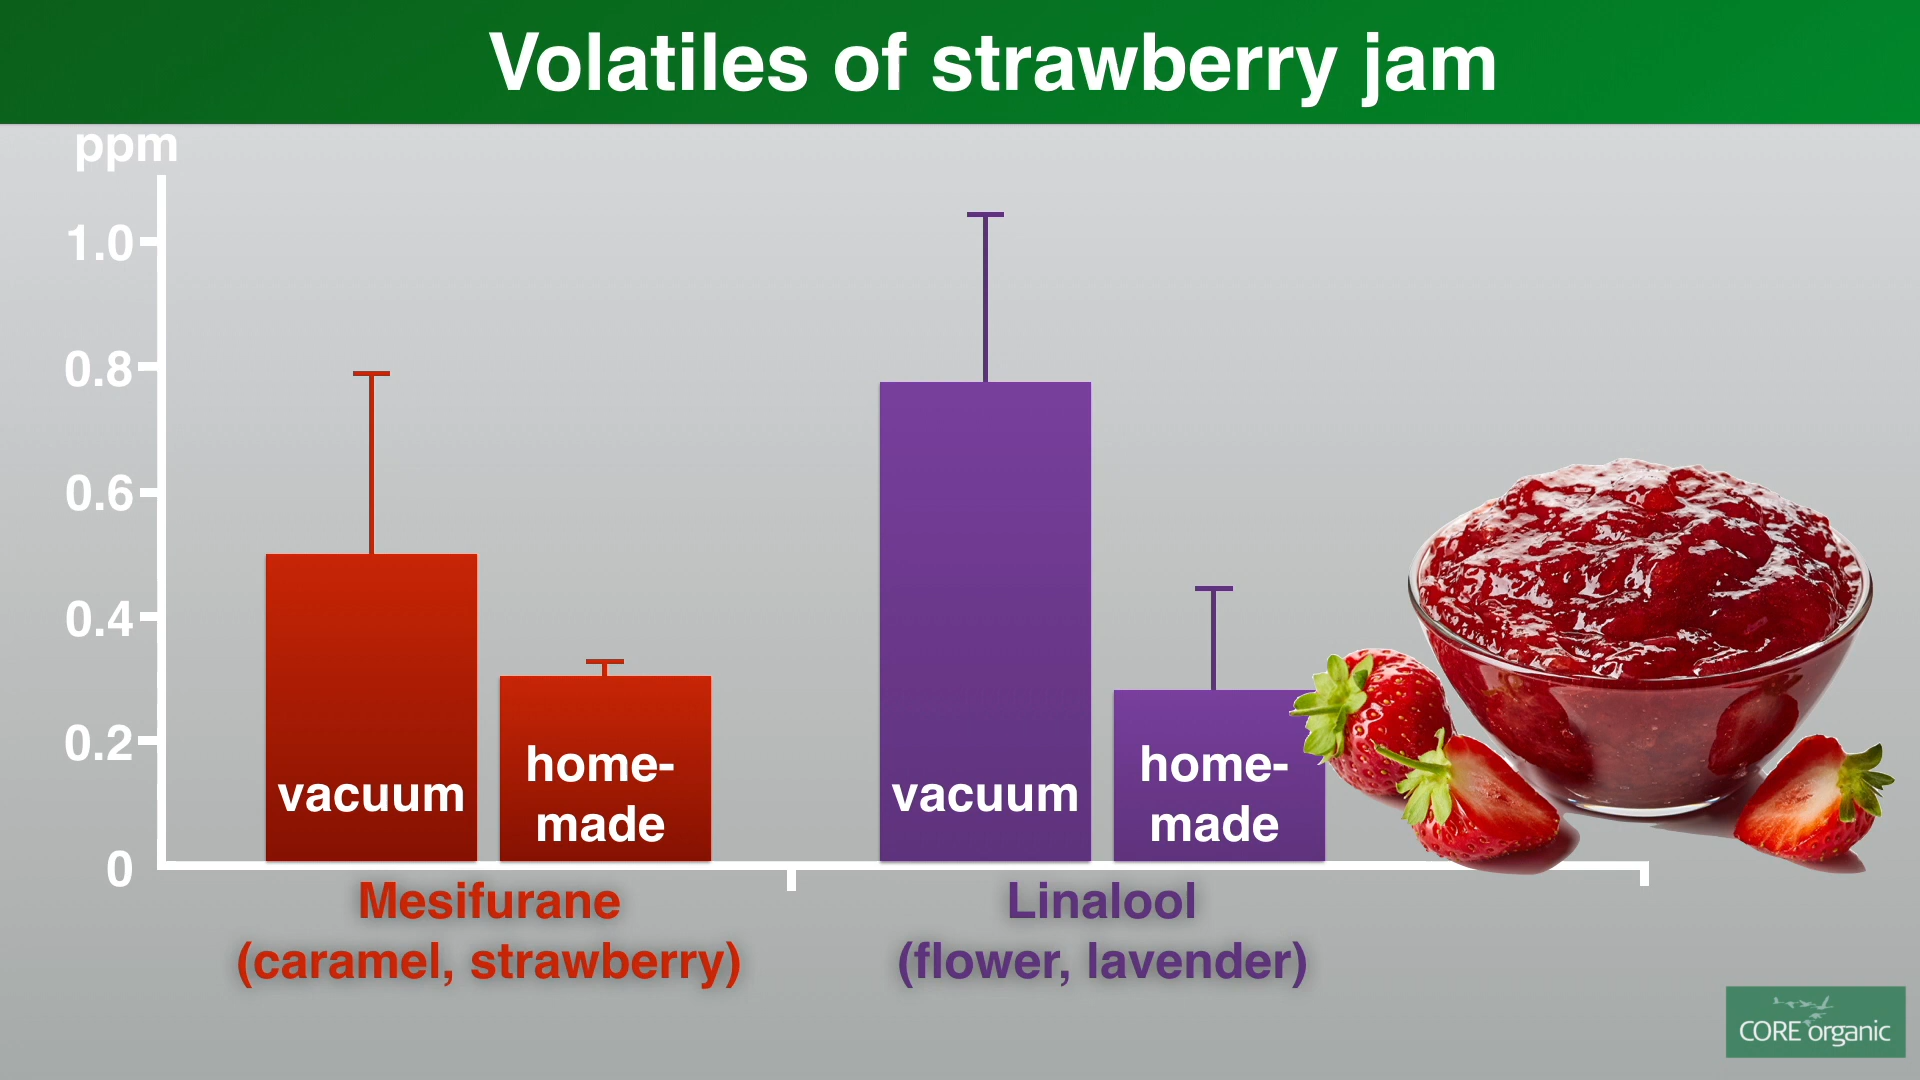 Volatiles of strawberry jam
ppm
1.0
0.8
0.6
0.4
0.2
0
vacuum
home-
made
vacuum
home-
made
Mesifurane
(caramel, strawberry)
Linalool
(flower, lavender)
CORE organic